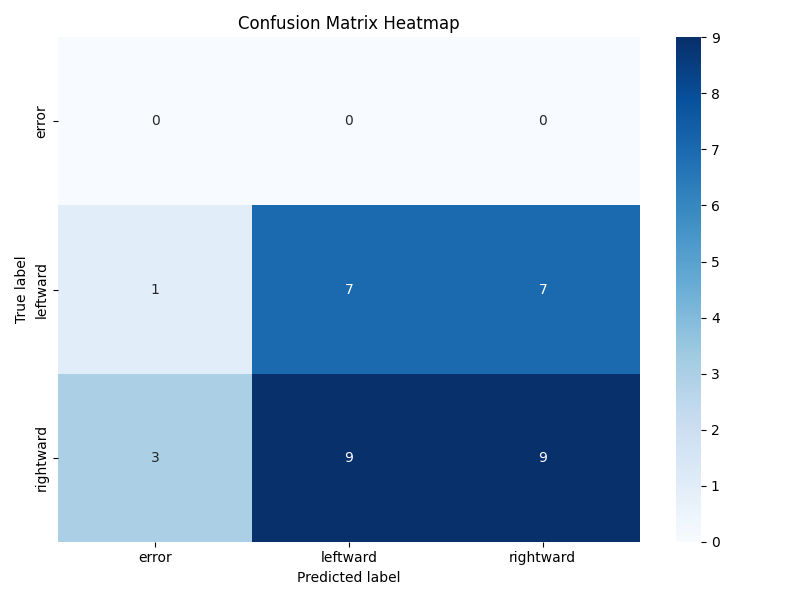 Confusion Matrix Heatmap
True label
error
leftward
rightward
0 0 0
1 7 7
3 9 9
error leftward rightward
Predicted label
9
8
7
6
5
4
3
2
1
0